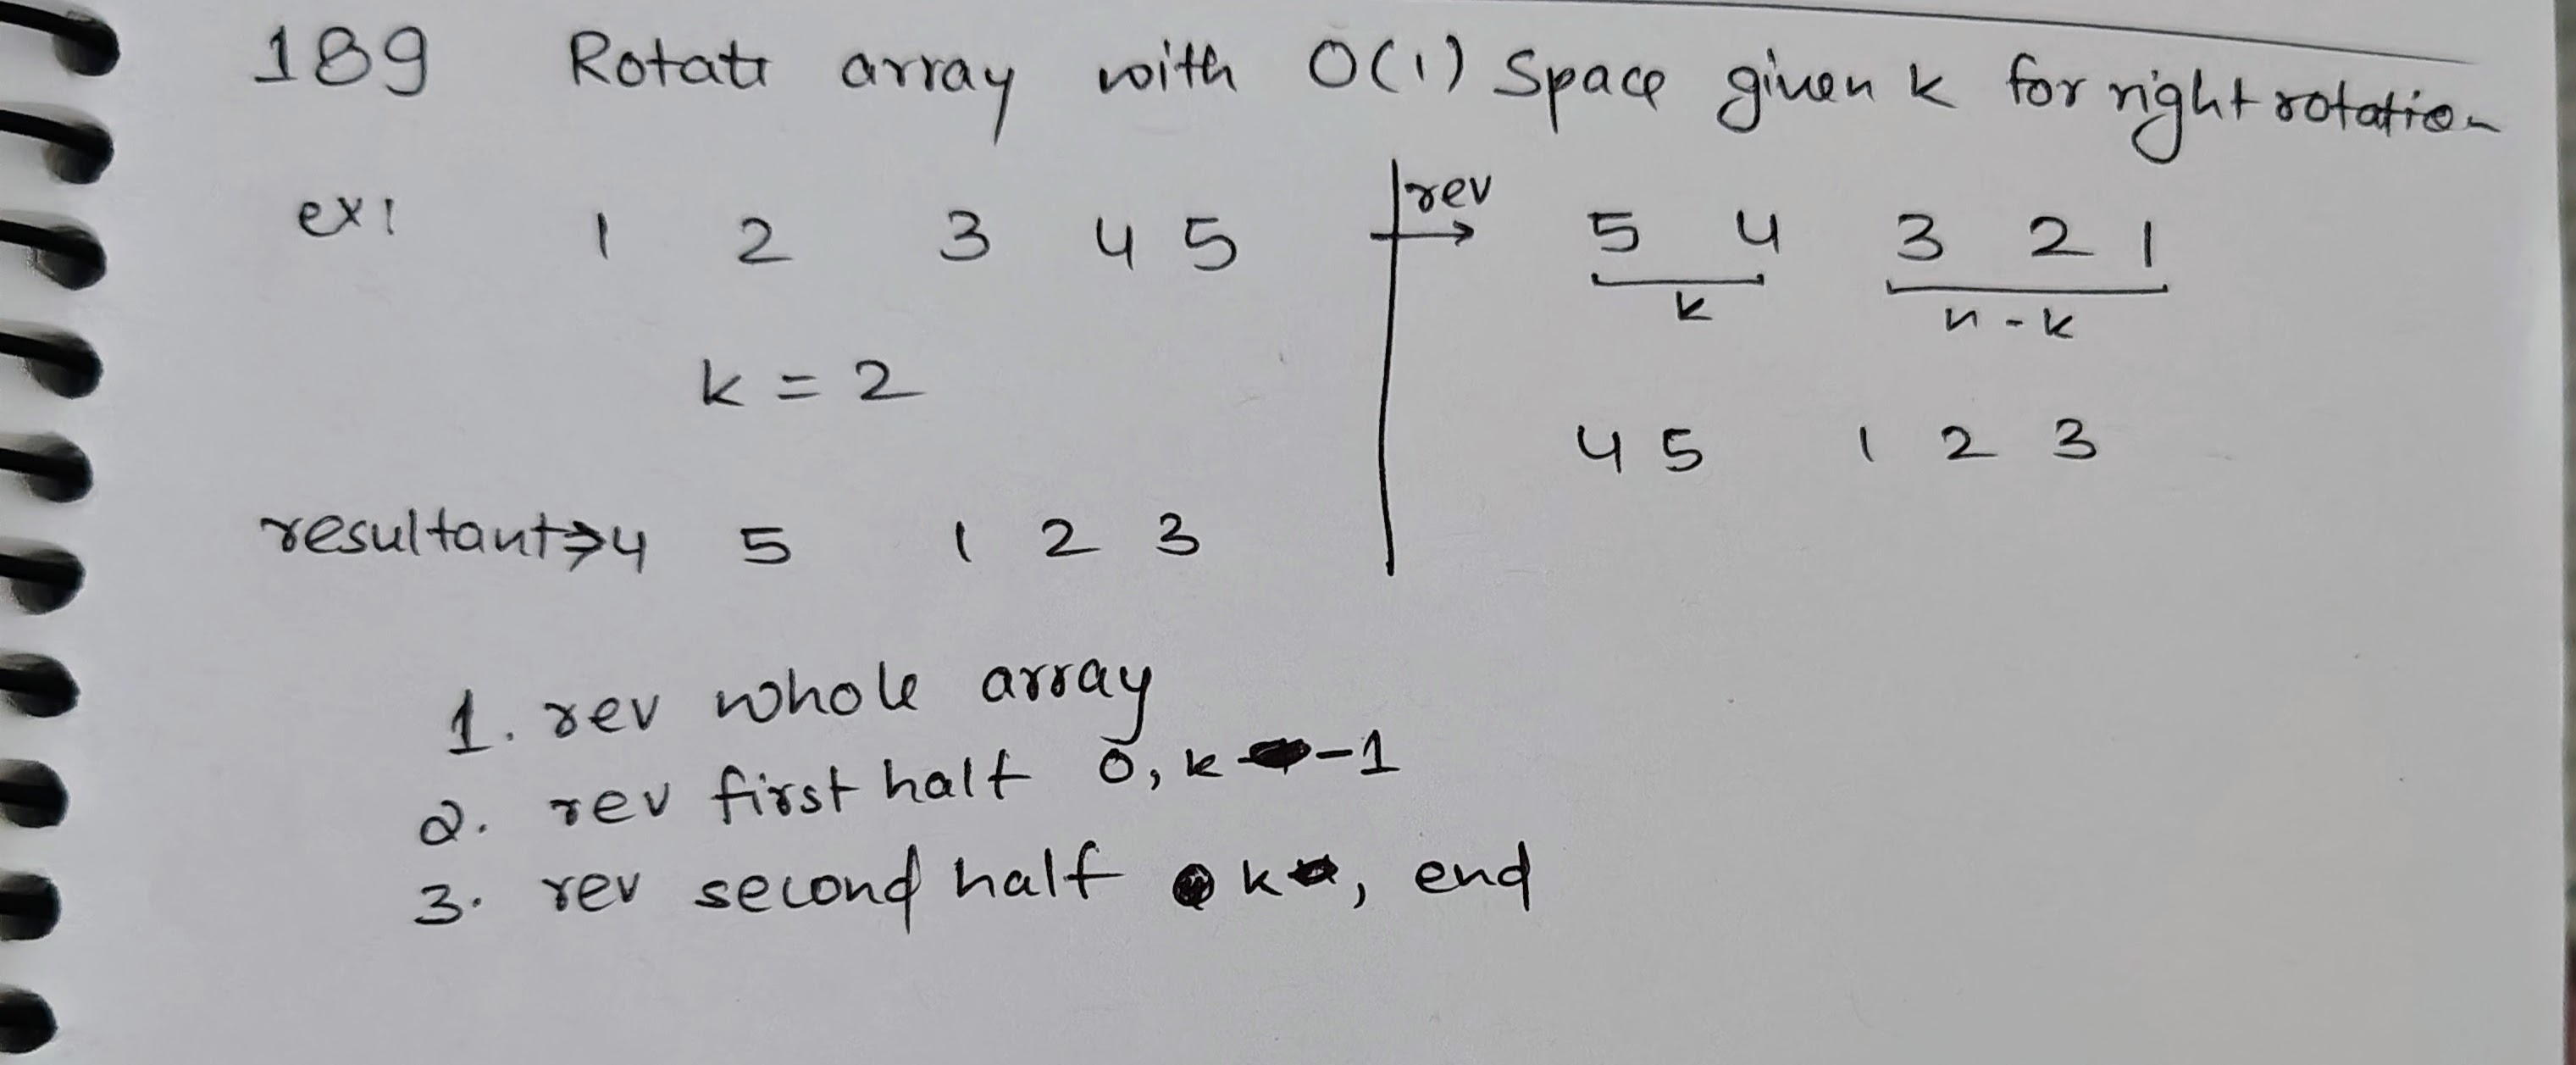 189 Rotate array with O(1) Space given k for right rotation
ex: 1 2 3 4 5
k = 2
resultant → 4 5 1 2 3
rev → 5 4 3 2 1
k n-k
4 5 1 2 3
1. rev whole array
2. rev first half 0, k -1
3. rev second half k, end